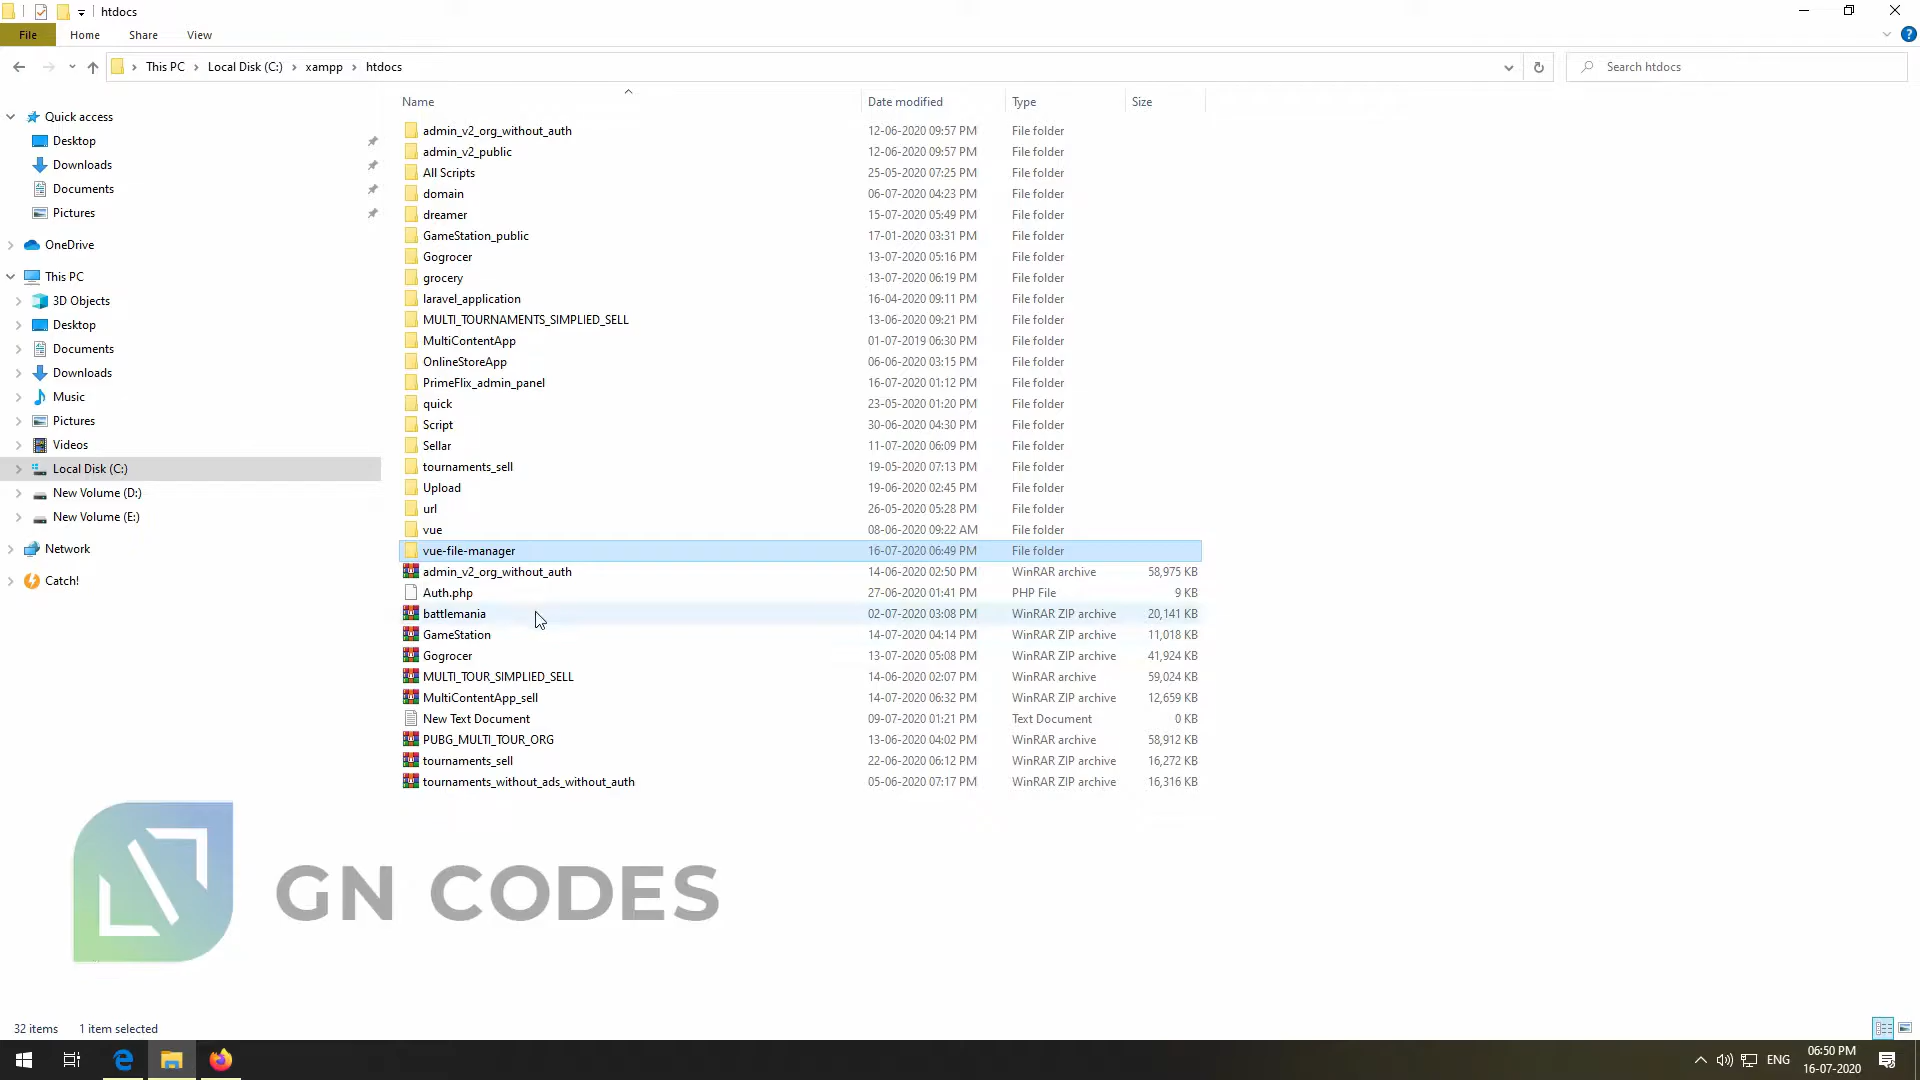 htdocs
File Home Share View
This PC Local Disk (C:) xampp htdocs
Search htdocs
Quick access
Desktop
Downloads
Documents
Pictures
OneDrive
This PC
3D Objects
Desktop
Documents
Downloads
Music
Pictures
Videos
Local Disk (C:)
New Volume (D:)
New Volume (E:)
Network
Catch!
Name Date modified Type Size
admin_v2_org_without_auth 12-06-2020 09:57 PM File folder
admin_v2_public 12-06-2020 09:57 PM File folder
All Scripts 25-05-2020 07:25 PM File folder
domain 06-07-2020 04:23 PM File folder
dreamer 15-07-2020 05:49 PM File folder
GameStation_public 17-01-2020 03:31 PM File folder
Gogrocer 13-07-2020 05:16 PM File folder
grocery 13-07-2020 06:19 PM File folder
laravel_application 16-04-2020 09:11 PM File folder
MULTI_TOURNAMENTS_SIMPLIED_SELL 13-06-2020 09:21 PM File folder
MultiContentApp 01-07-2019 06:30 PM File folder
OnlineStoreApp 06-06-2020 03:15 PM File folder
PrimeFlix_admin_panel 16-07-2020 01:12 PM File folder
quick 23-05-2020 01:20 PM File folder
Script 30-06-2020 04:30 PM File folder
Sellar 11-07-2020 06:09 PM File folder
tournaments_sell 19-05-2020 07:13 PM File folder
Upload 19-06-2020 02:45 PM File folder
url 26-05-2020 05:28 PM File folder
vue 08-06-2020 09:22 AM File folder
vue-file-manager 16-07-2020 06:49 PM File folder
admin_v2_org_without_auth 14-06-2020 02:50 PM WinRAR archive 58,975 KB
Auth.php 27-06-2020 01:41 PM PHP File 9 KB
battlemania 02-07-2020 03:08 PM WinRAR ZIP archive 20,141 KB
GameStation 14-07-2020 04:14 PM WinRAR ZIP archive 11,018 KB
Gogrocer 13-07-2020 05:08 PM WinRAR ZIP archive 41,924 KB
MULTI_TOUR_SIMPLIED_SELL 14-06-2020 02:07 PM WinRAR archive 59,024 KB
MultiContentApp_sell 14-07-2020 06:32 PM WinRAR ZIP archive 12,659 KB
New Text Document 09-07-2020 01:21 PM Text Document 0 KB
PUBG_MULTI_TOUR_ORG 13-06-2020 04:02 PM WinRAR archive 58,912 KB
tournaments_sell 22-06-2020 06:12 PM WinRAR ZIP archive 16,272 KB
tournaments_without_ads_without_auth 05-06-2020 07:17 PM WinRAR ZIP archive 16,316 KB
GN CODES
32 items 1 item selected
ENG
06:50 PM
16-07-2020